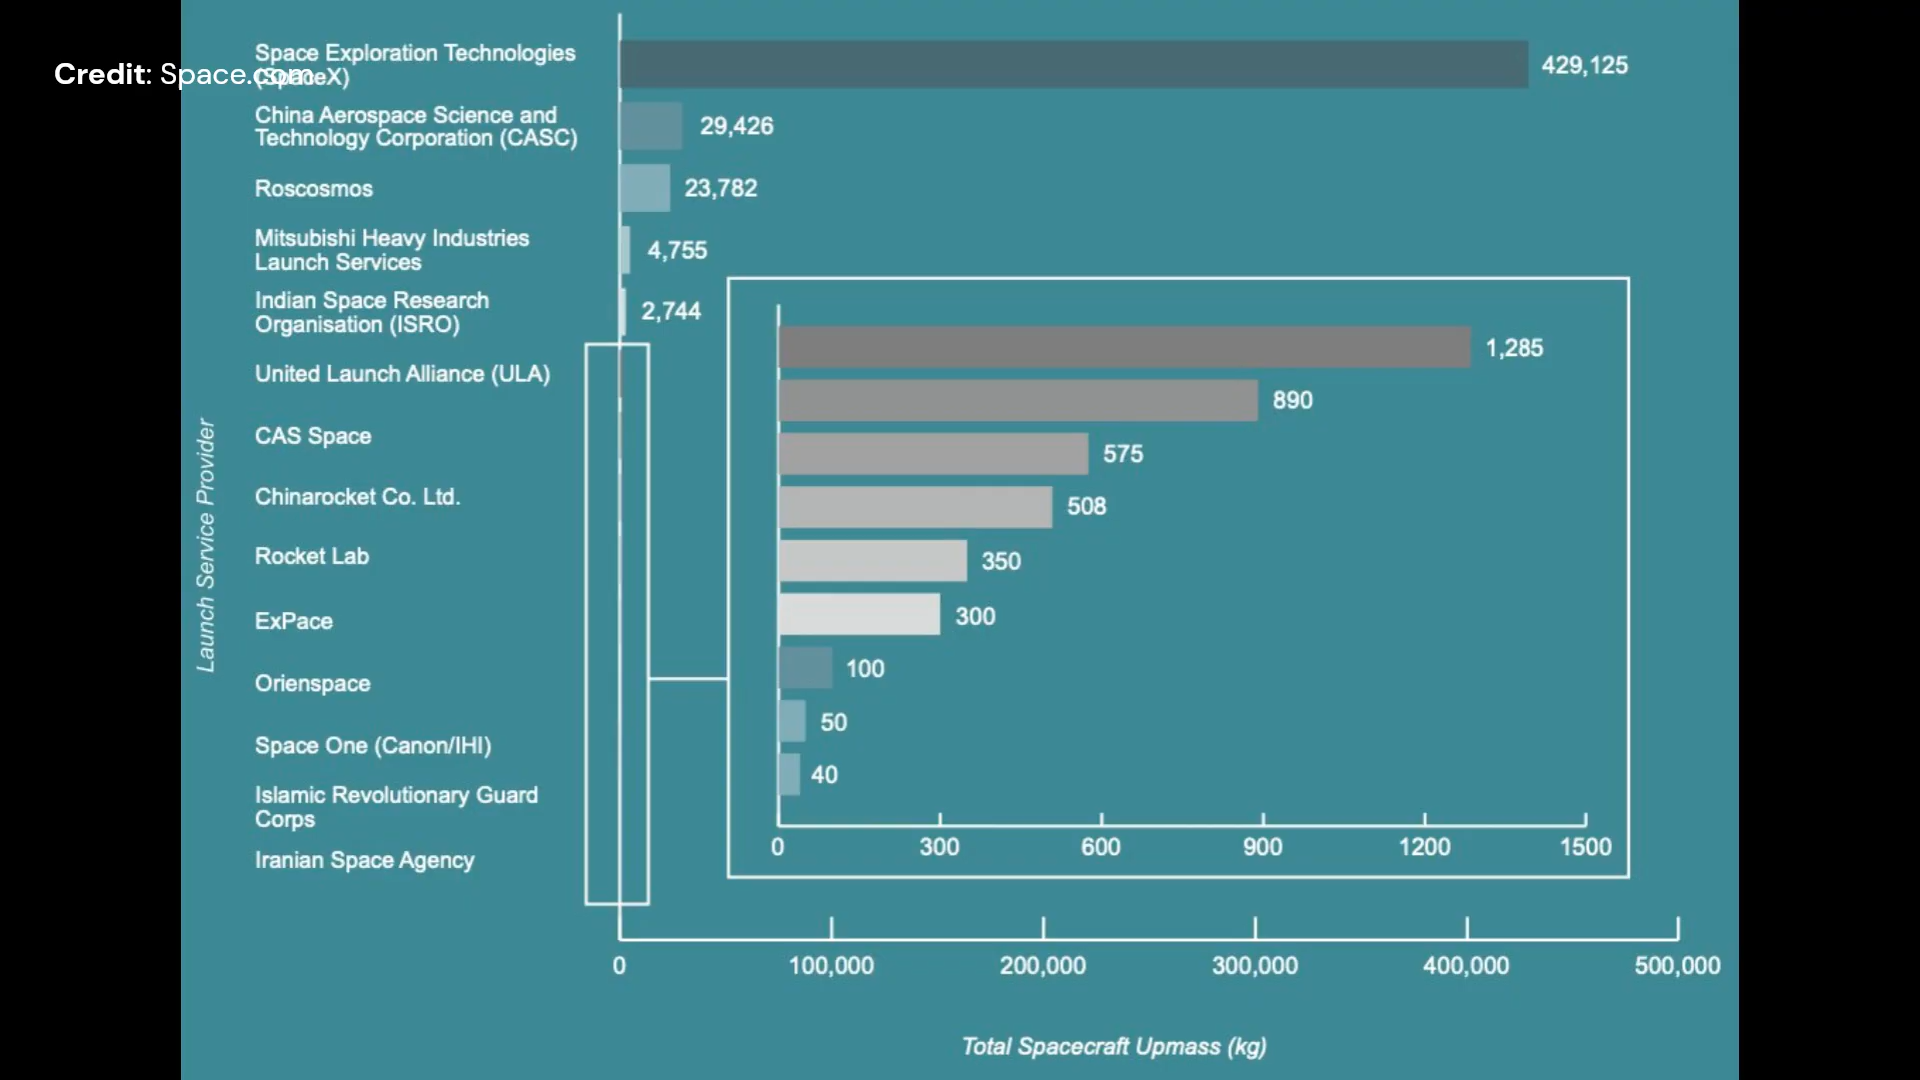 Credit: Space.com
Space Exploration Technologies
(SpaceX)
429,125
China Aerospace Science and
Technology Corporation (CASC)
29,426
Roscosmos
23,782
Mitsubishi Heavy Industries
Launch Services
4,755
Indian Space Research
Organisation (ISRO)
2,744
United Launch Alliance (ULA)
CAS Space
Chinarocket Co. Ltd.
Rocket Lab
ExPace
Orienspace
Space One (Canon/IHI)
Islamic Revolutionary Guard
Corps
Iranian Space Agency
Launch Service Provider
1,285
890
575
508
350
300
100
50
40
0 300 600 900 1200 1500
0 100,000 200,000 300,000 400,000 500,000
Total Spacecraft Upmass (kg)